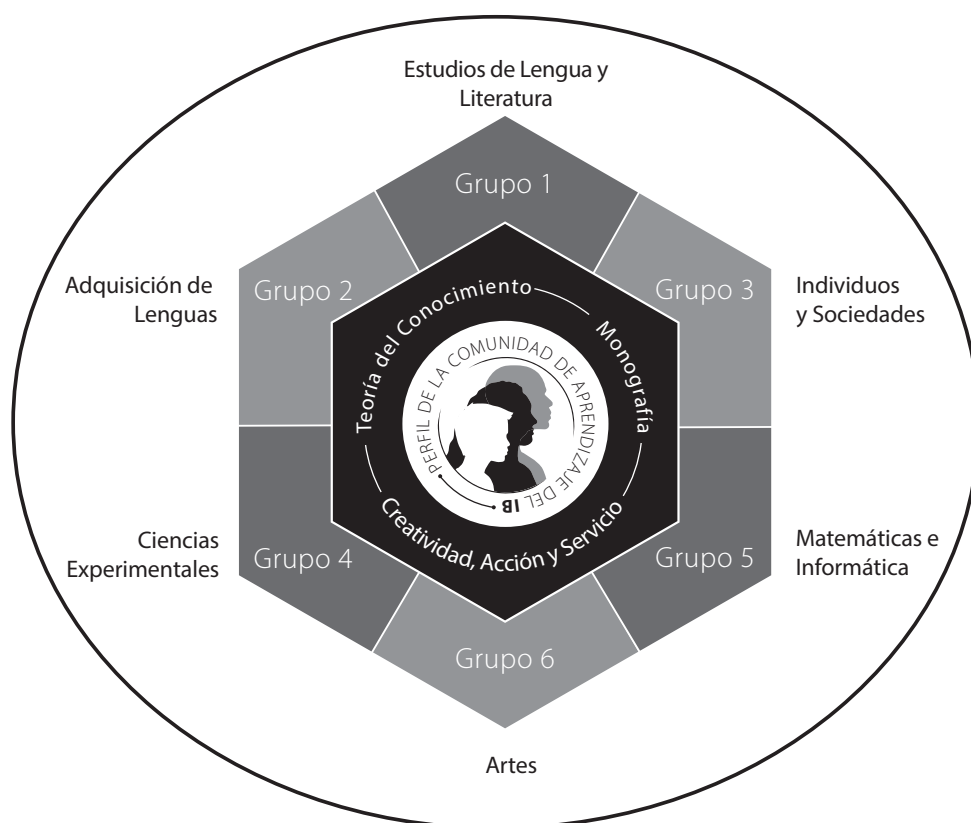 Estudios de Lengua y
Literatura
Grupo 1
Adquisición de
Lenguas
Grupo 2
Grupo 3
Individuos
y Sociedades
Teoría del Conocimiento
Monografía
Creatividad, Acción y Servicio
PERFIL DE LA COMUNIDAD DE APRENDIZAJE DEL IB
Ciencias
Experimentales
Grupo 4
Grupo 5
Matemáticas e
Informática
Grupo 6
Artes